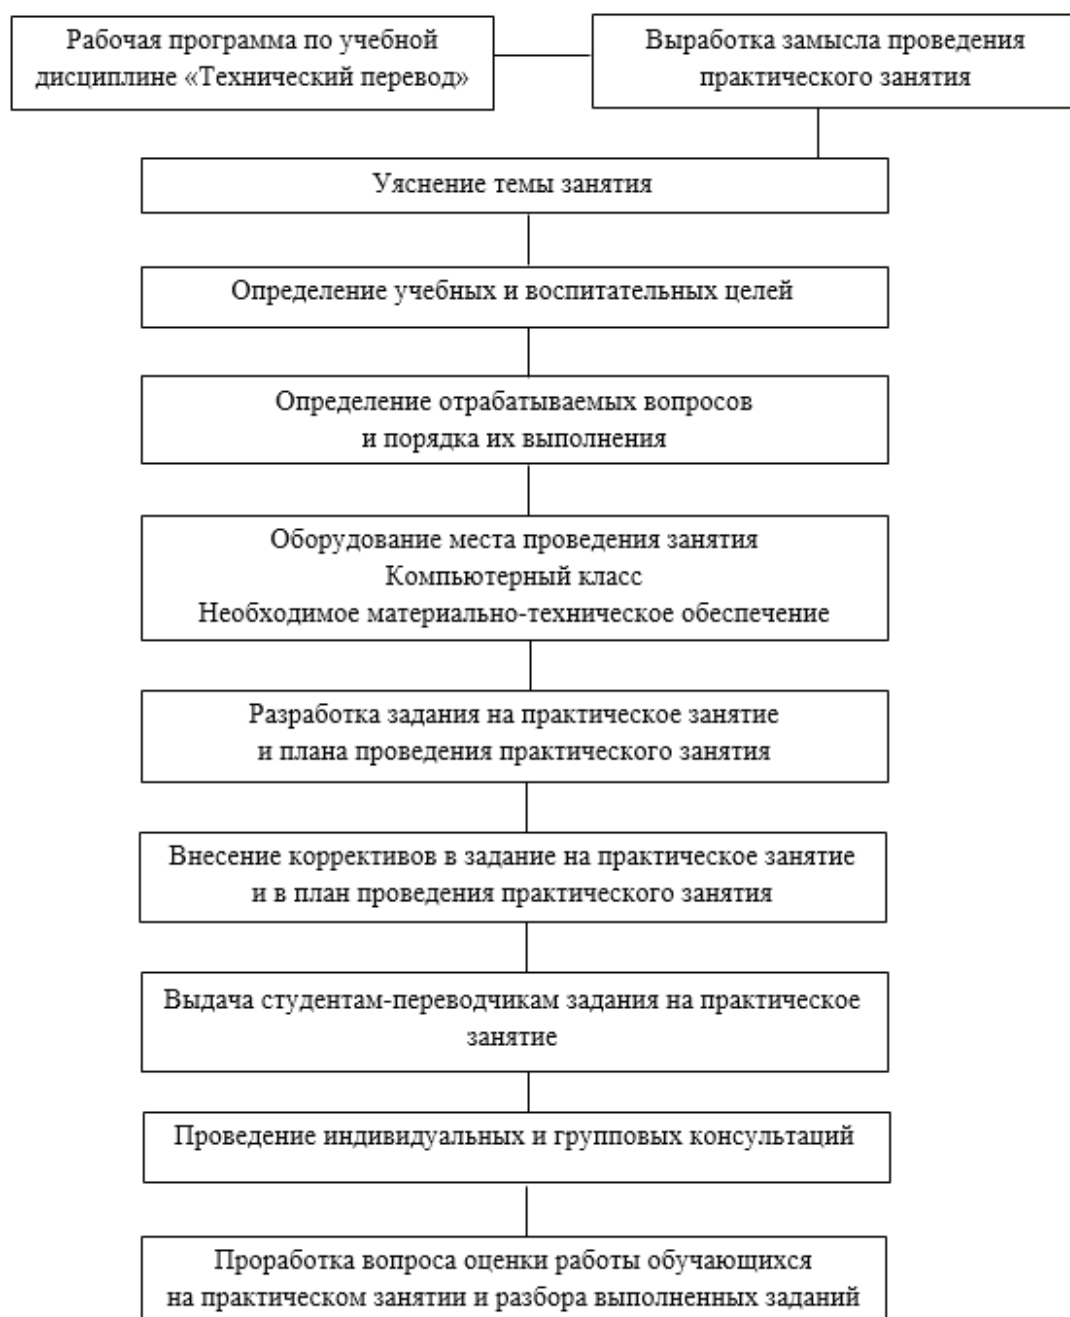 Рабочая программа по учебной
дисциплине «Технический перевод»
Выработка замысла проведения
практического занятия
Уяснение темы занятия
Определение учебных и воспитательных целей
Определение отрабатываемых вопросов
и порядка их выполнения
Оборудование места проведения занятия
Компьютерный класс
Необходимое материально-техническое обеспечение
Разработка задания на практическое занятие
и плана проведения практического занятия
Внесение коррективов в задание на практическое занятие
и в план проведения практического занятия
Выдача студентам-переводчикам задания на практическое
занятие
Проведение индивидуальных и групповых консультаций
Проработка вопроса оценки работы обучающихся
на практическом занятии и разбора выполненных заданий